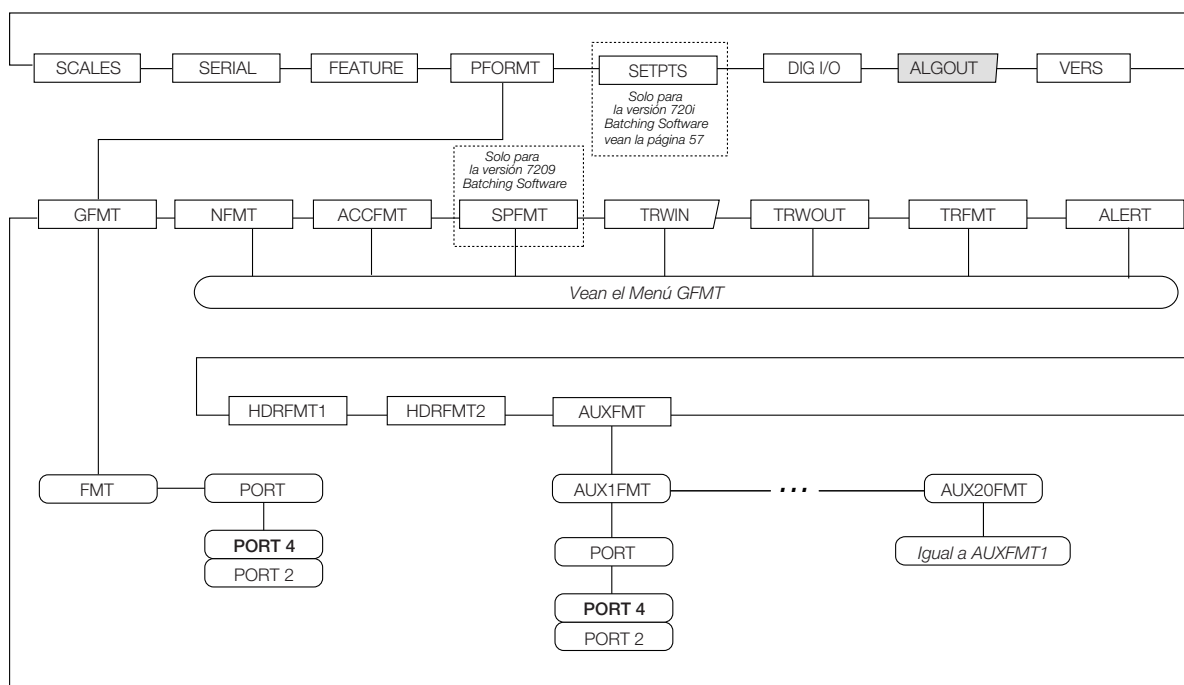 SCALES
SERIAL
FEATURE
PFORMT
SETPTS
DIG I/O
ALGOUT
VERS
Solo para
la versión 720i
Batching Software
vean la página 57
Solo para
la versión 7209
Batching Software
GFMT
NFMT
ACCFMT
SPFMT
TRWIN
TRWOUT
TRFMT
ALERT
Vean el Menú GFMT
HDRFMT1
HDRFMT2
AUXFMT
FMT
PORT
AUX1FMT
...
AUX20FMT
PORT 4
PORT 2
PORT
Igual a AUXFMT1
PORT 4
PORT 2